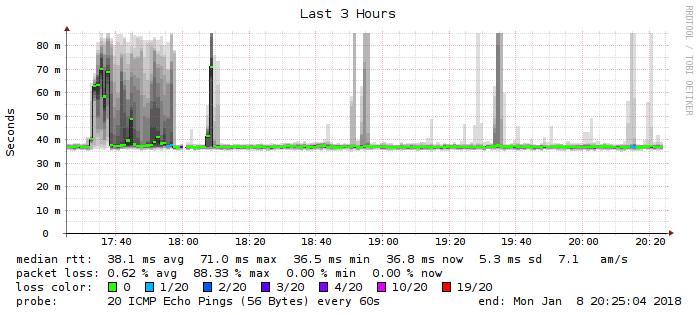 Last 3 Hours
RRDTOOL / TOBI OETIKER
Seconds
80 m
70 m
60 m
50 m
40 m
30 m
20 m
10 m
0
17:40 18:00 18:20 18:40 19:00 19:20 19:40 20:00 20:20
median rtt: 38.1 ms avg 71.0 ms max 36.5 ms min 36.8 ms now 5.3 ms sd 7.1 am/s
packet loss: 0.62 % avg 88.33 % max 0.00 % min 0.00 % now
loss color: 0 1/20 2/20 3/20 4/20 10/20 19/20
probe: 20 ICMP Echo Pings (56 Bytes) every 60s end: Mon Jan 8 20:25:04 2018